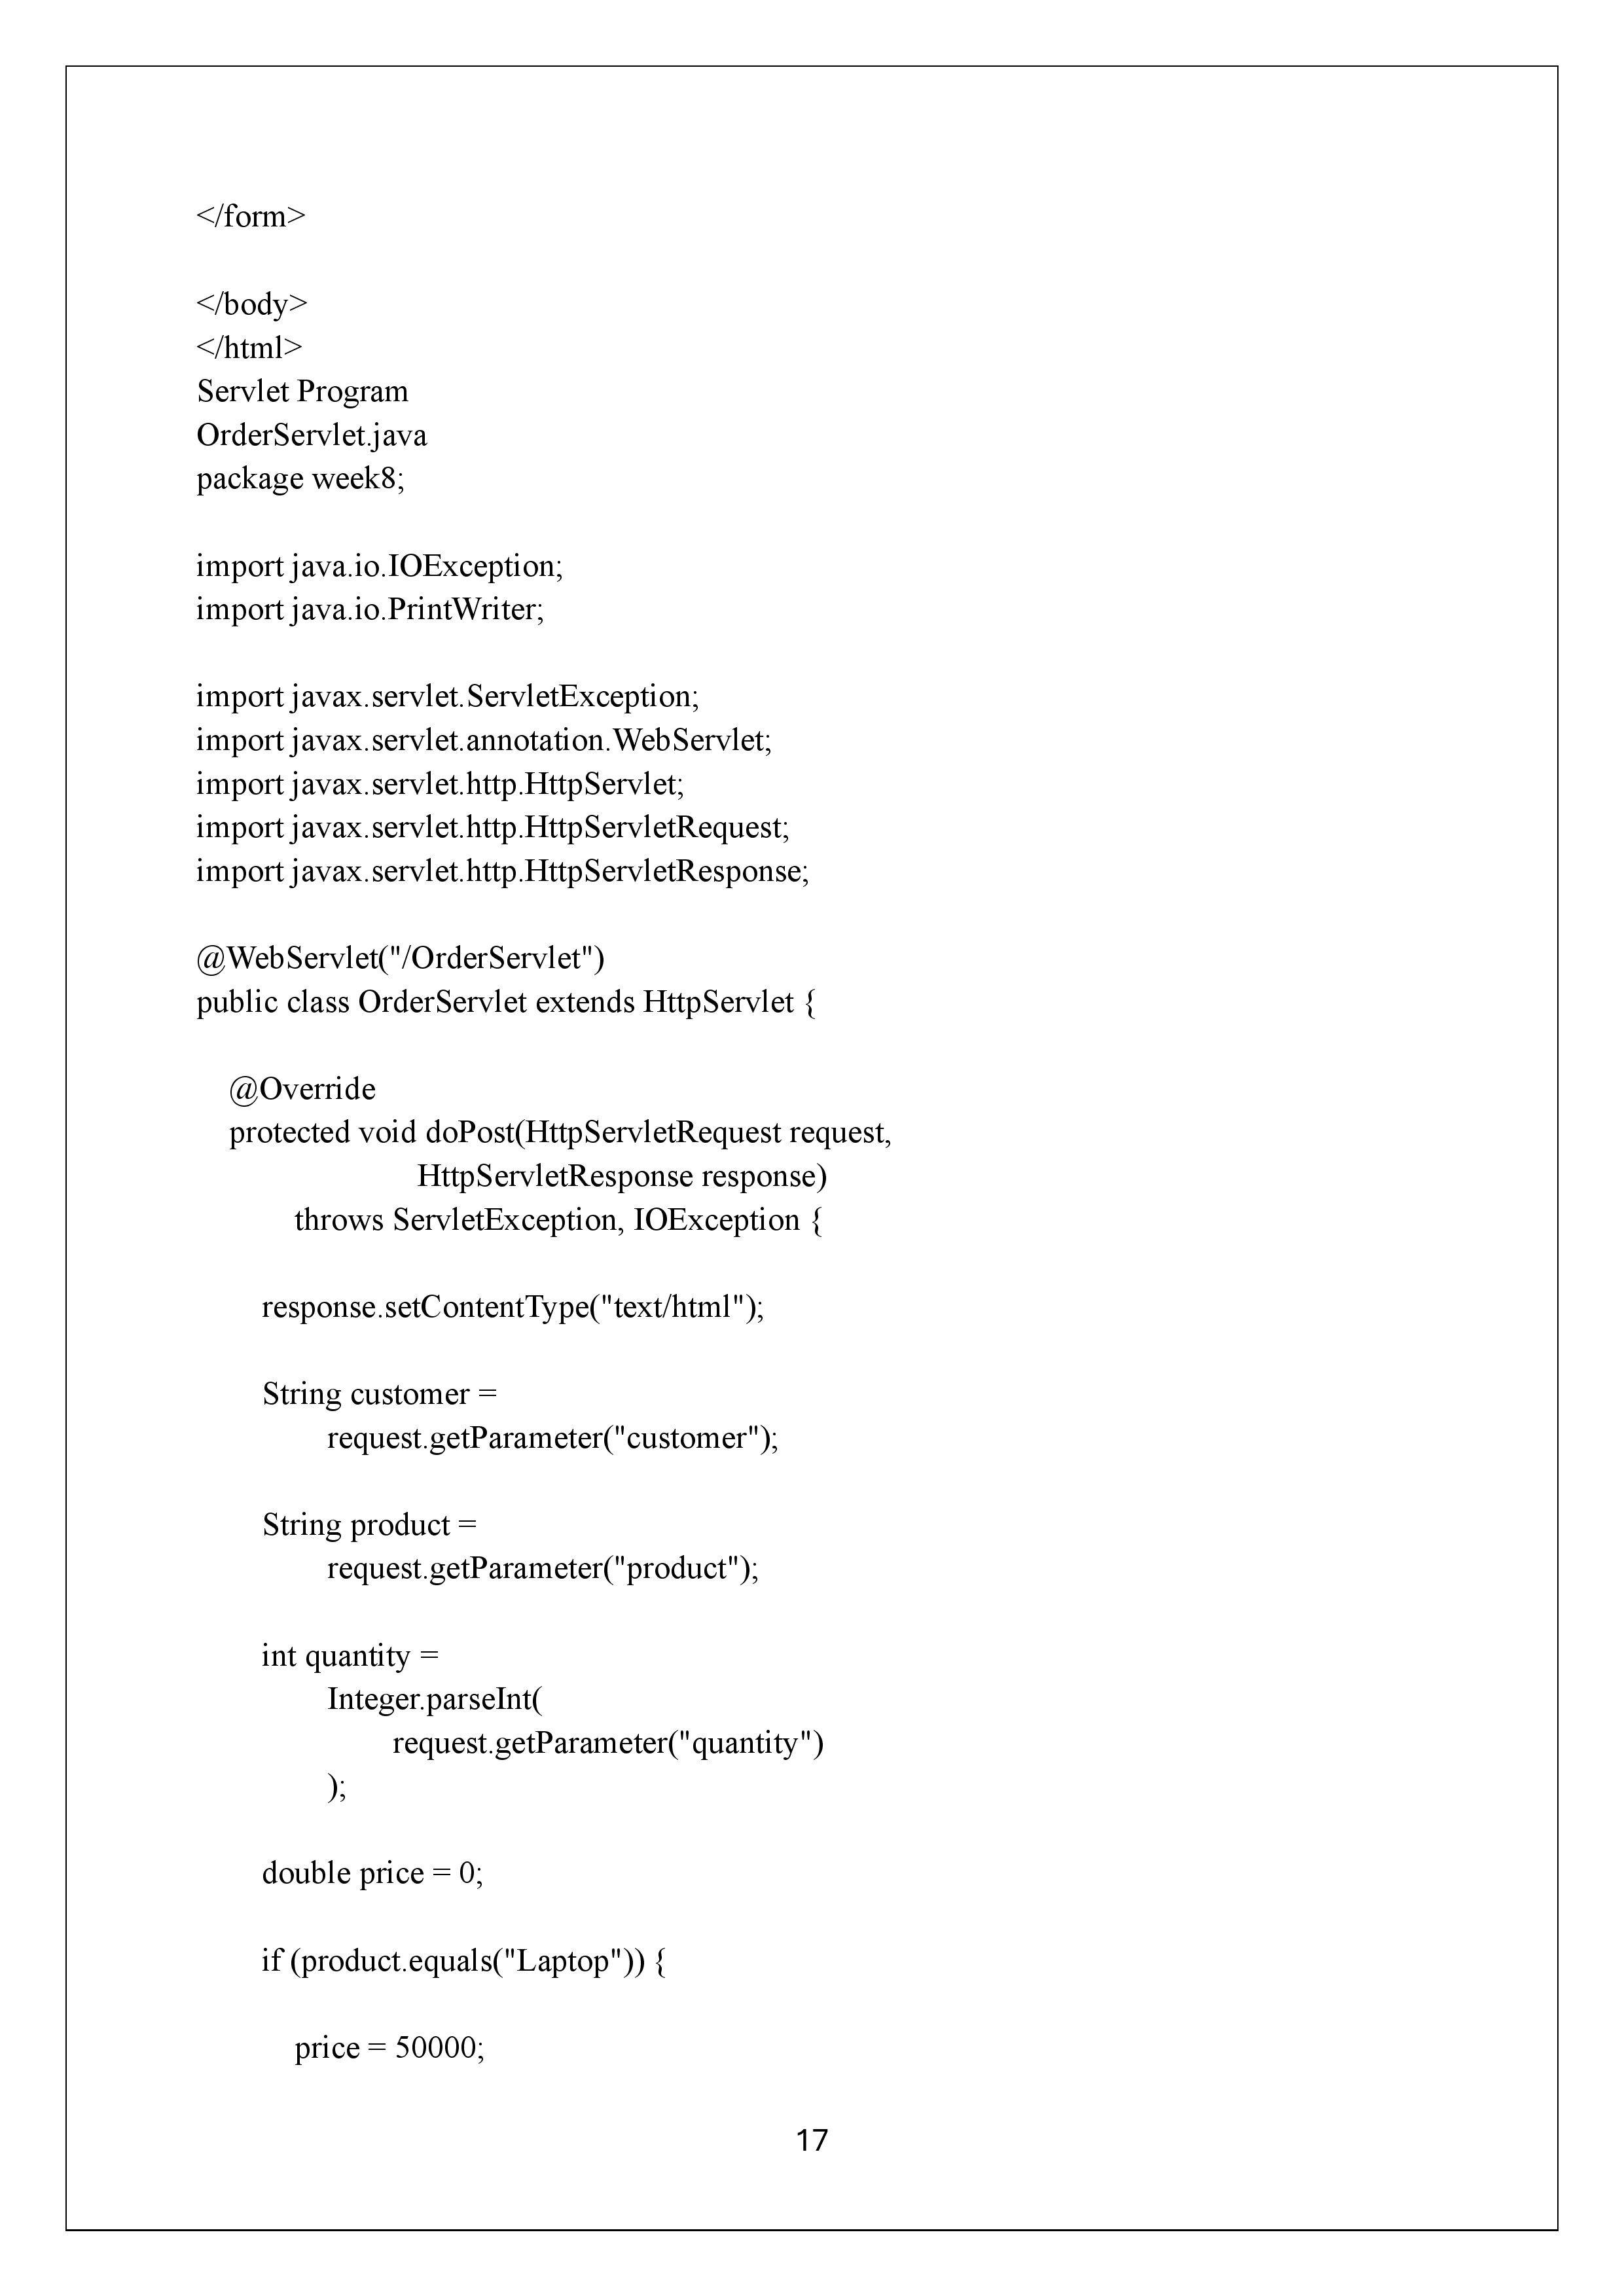 </form>

</body>
</html>
Servlet Program
OrderServlet.java
package week8;

import java.io.IOException;
import java.io.PrintWriter;

import javax.servlet.ServletException;
import javax.servlet.annotation.WebServlet;
import javax.servlet.http.HttpServlet;
import javax.servlet.http.HttpServletRequest;
import javax.servlet.http.HttpServletResponse;

@WebServlet("/OrderServlet")
public class OrderServlet extends HttpServlet {

    @Override
    protected void doPost(HttpServletRequest request,
                          HttpServletResponse response)
            throws ServletException, IOException {

        response.setContentType("text/html");

        String customer =
                request.getParameter("customer");

        String product =
                request.getParameter("product");

        int quantity =
                Integer.parseInt(
                        request.getParameter("quantity")
                );

        double price = 0;

        if (product.equals("Laptop")) {

            price = 50000;

17